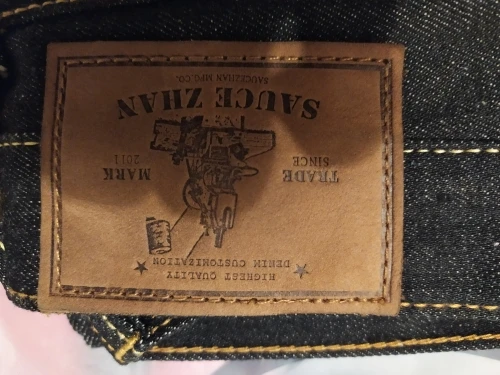 HIGHEST QUALITY
DENIM CUSTOMIZATION
TRADE MARK
SINCE 2011
SAUCE ZHAN
SAUCEZHAN MFG.CO.